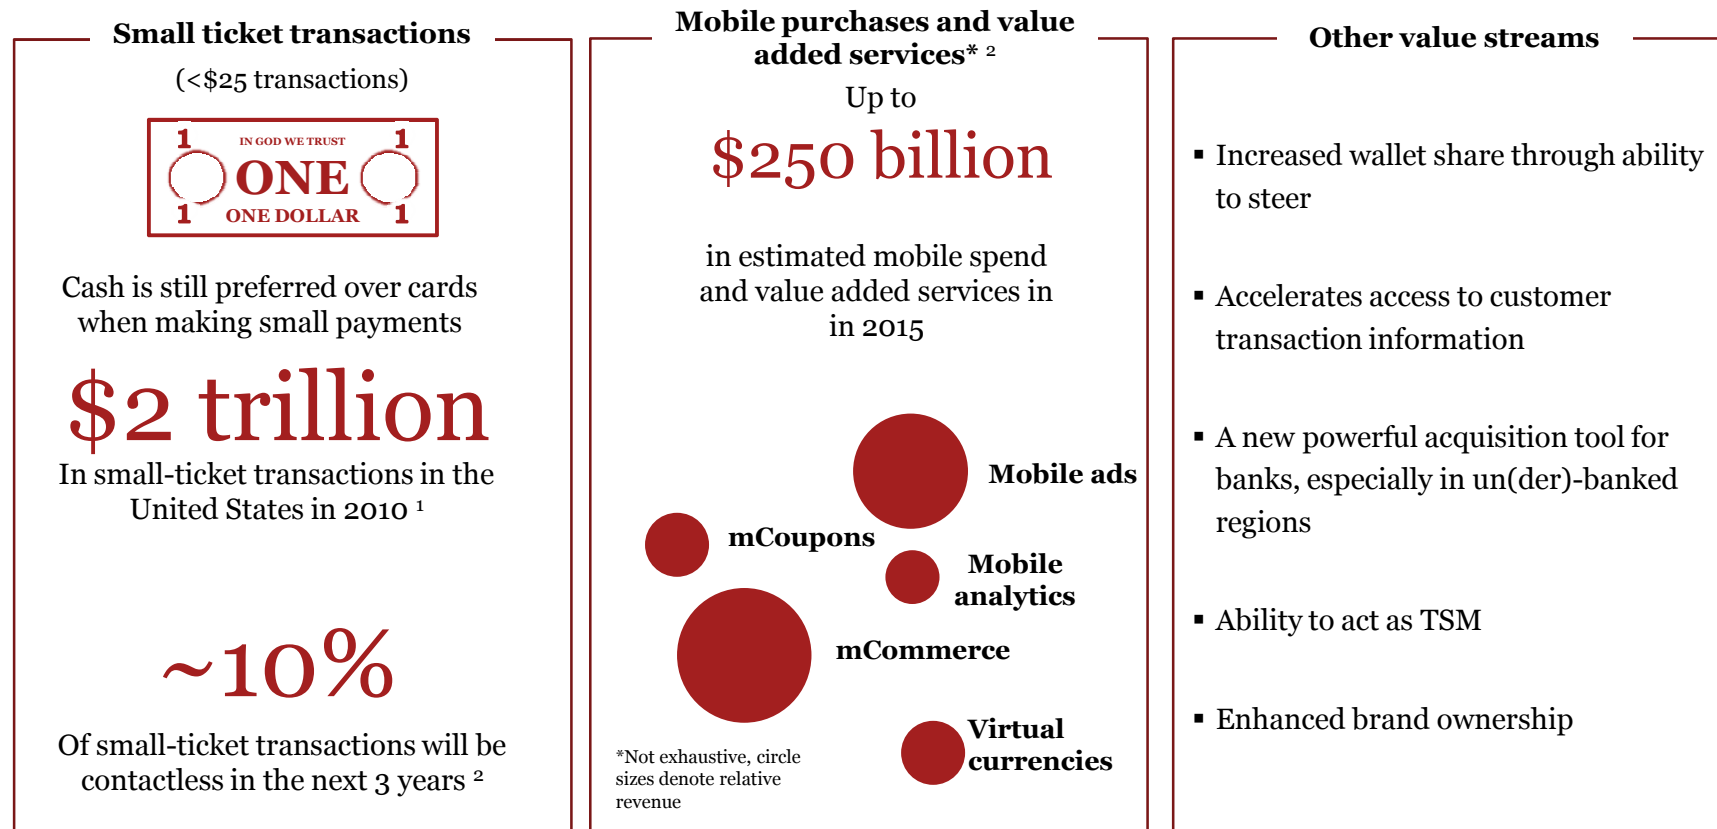 Small ticket transactions
(<$25 transactions)
1 IN GOD WE TRUST 1
ONE
1 ONE DOLLAR 1
Cash is still preferred over cards
when making small payments
$2 trillion
In small-ticket transactions in the
United States in 2010 1
~10%
Of small-ticket transactions will be
contactless in the next 3 years 2
Mobile purchases and value
added services* 2
Up to
$250 billion
in estimated mobile spend
and value added services in
in 2015
Mobile ads
mCoupons
Mobile
analytics
mCommerce
Virtual
currencies
*Not exhaustive, circle
sizes denote relative
revenue
Other value streams
▪ Increased wallet share through ability
to steer
▪ Accelerates access to customer
transaction information
▪ A new powerful acquisition tool for
banks, especially in un(der)-banked
regions
▪ Ability to act as TSM
▪ Enhanced brand ownership